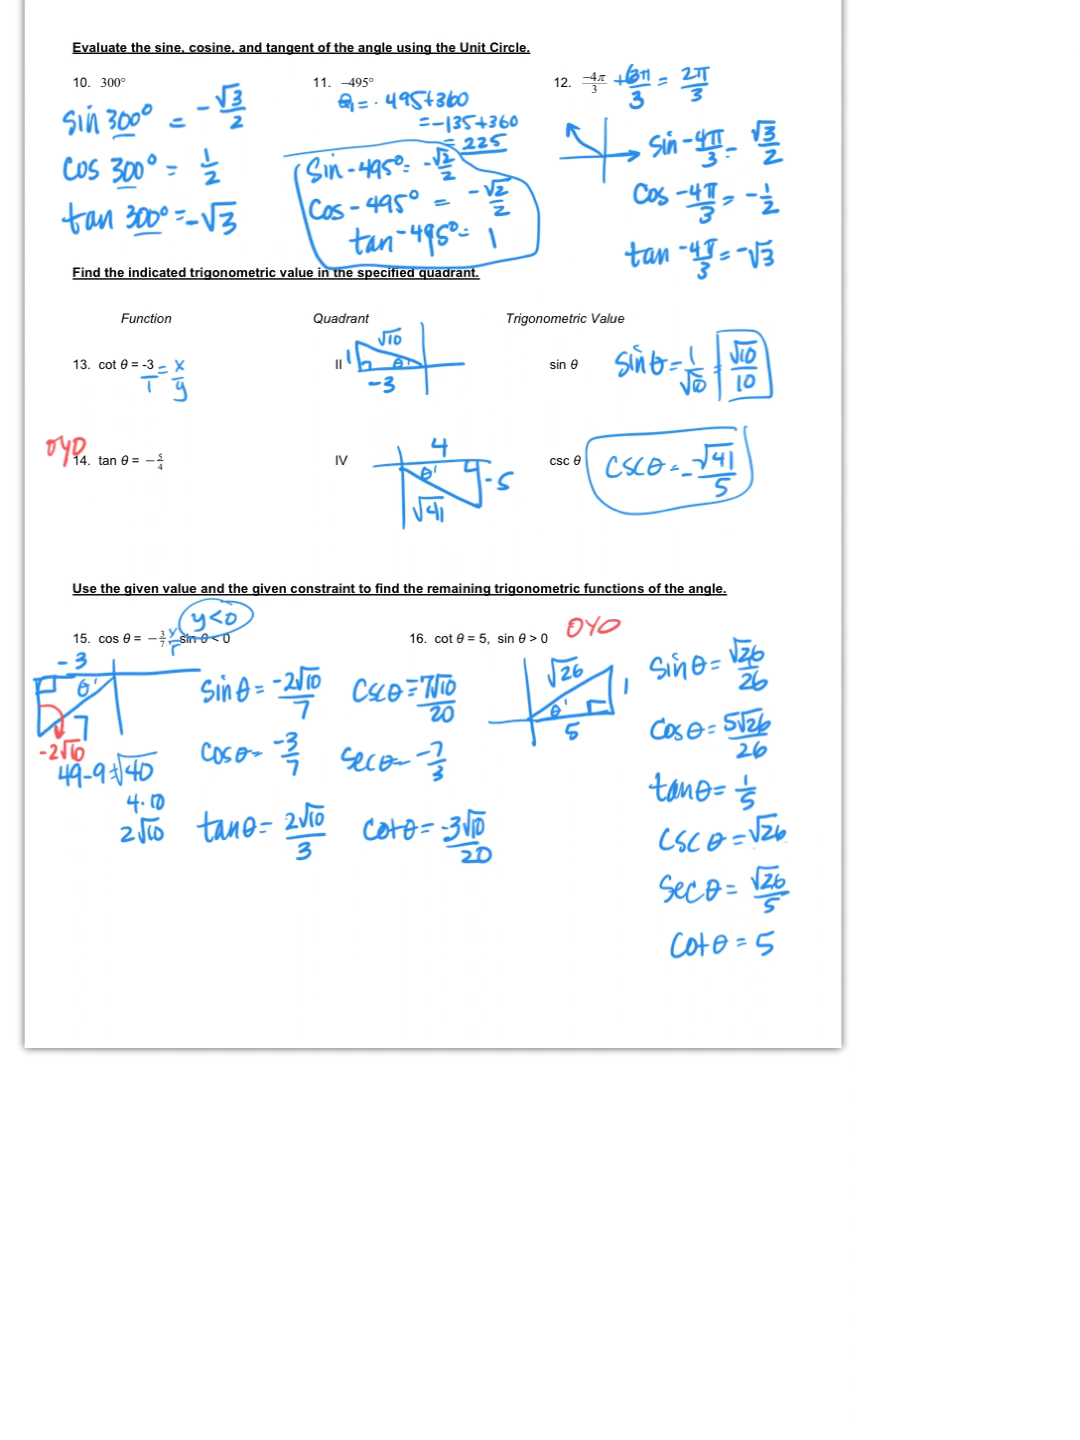 Evaluate the sine, cosine, and tangent of the angle using the Unit Circle.
10. 300°
sin 300° = -√3/2
cos 300° = 1/2
tan 300° = -√3
11. -495°
θ₁ = -495+360
= -135+360
= 225
sin -495° = -√2/2
cos -495° = -√2/2
tan -495° = 1
12. -4π/3 + 6π/3 = 2π/3
sin -4π/3 = √3/2
cos -4π/3 = -1/2
tan -4π/3 = -√3
Find the indicated trigonometric value in the specified quadrant.
Function Quadrant Trigonometric Value
13. cot θ = -3/1 = x/y
II
√10
1
θ'
-3
sin θ
sin θ = 1/√10 = √10/10
OYO
14. tan θ = -5/4
IV
4
θ'
-5
√41
csc θ
CSC θ = -√41/5
Use the given value and the given constraint to find the remaining trigonometric functions of the angle.
y<0
15. cos θ = -3/7, x/r sin θ < 0
-3
θ'
7
-2√10
49-9=√40
4·10
2√10
sin θ = -2√10/7
csc θ = -7√10/20
cos θ = -3/7
sec θ = -7/3
tan θ = 2√10/3
cot θ = -3√10/20
16. cot θ = 5, sin θ > 0
OYO
√26
1
θ'
5
sin θ = √26/26
cos θ = 5√26/26
tan θ = 1/5
CSC θ = √26
sec θ = √26/5
cot θ = 5